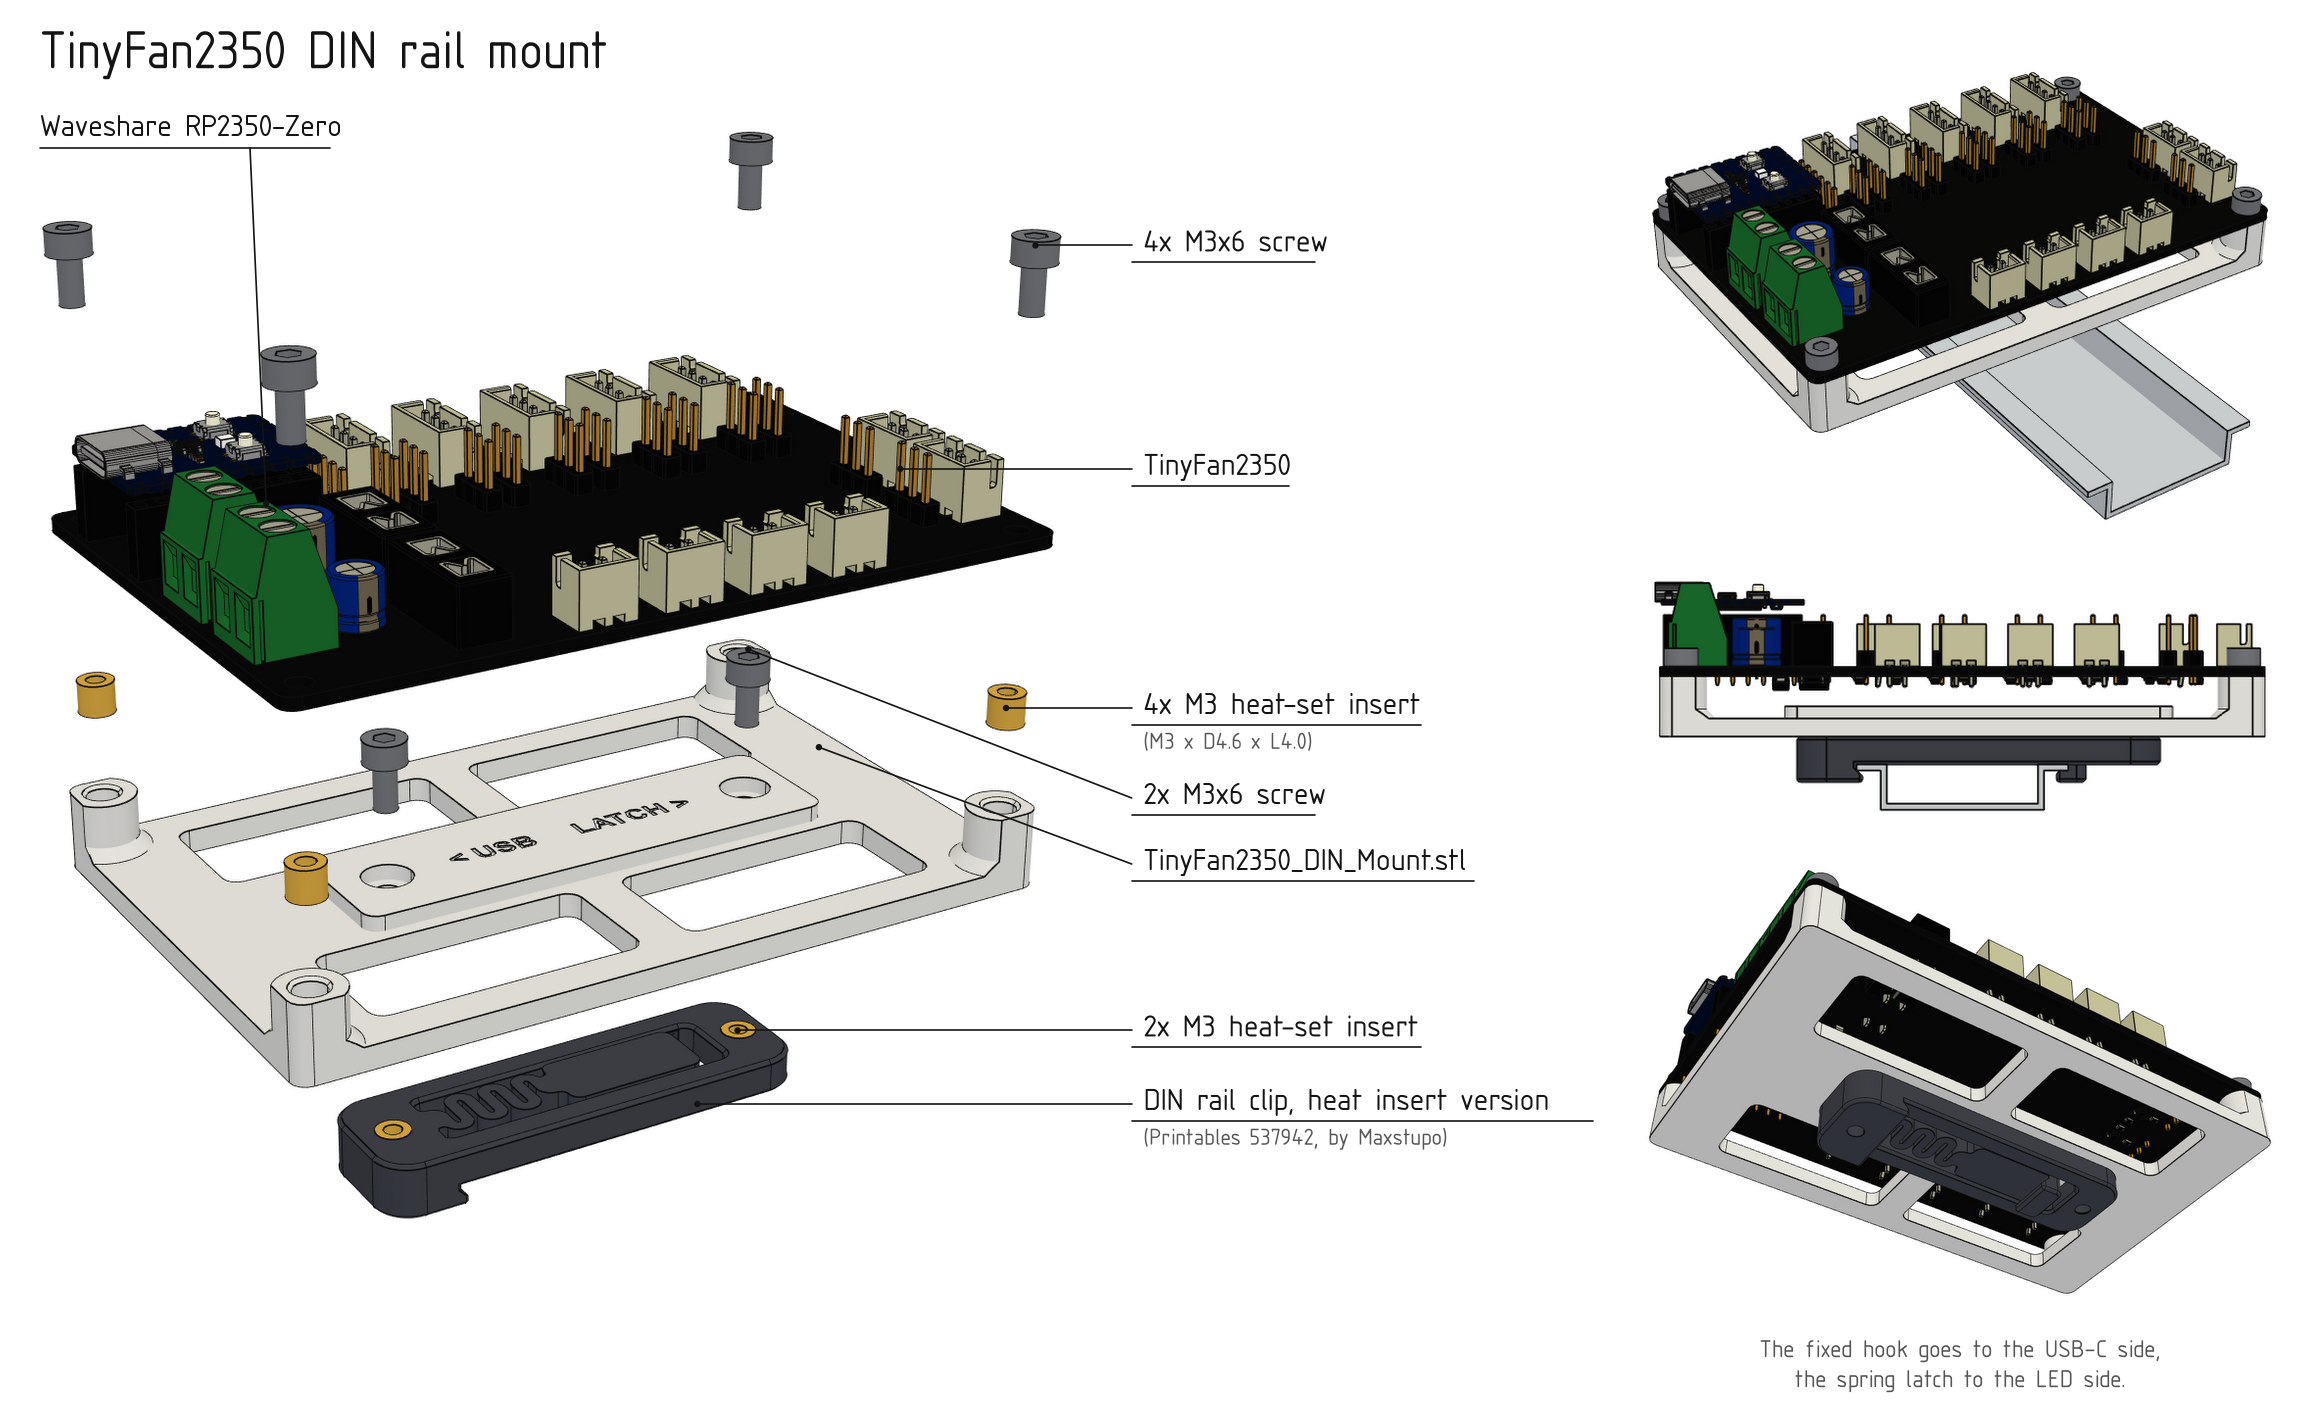 TinyFan2350 DIN rail mount
Waveshare RP2350-Zero
4x M3x6 screw
TinyFan2350
4x M3 heat-set insert
(M3 x D4.6 x L4.0)
2x M3x6 screw
TinyFan2350_DIN_Mount.stl
< USB LATCH >
2x M3 heat-set insert
DIN rail clip, heat insert version
(Printables 537942, by Maxstupo)
The fixed hook goes to the USB-C side,
the spring latch to the LED side.